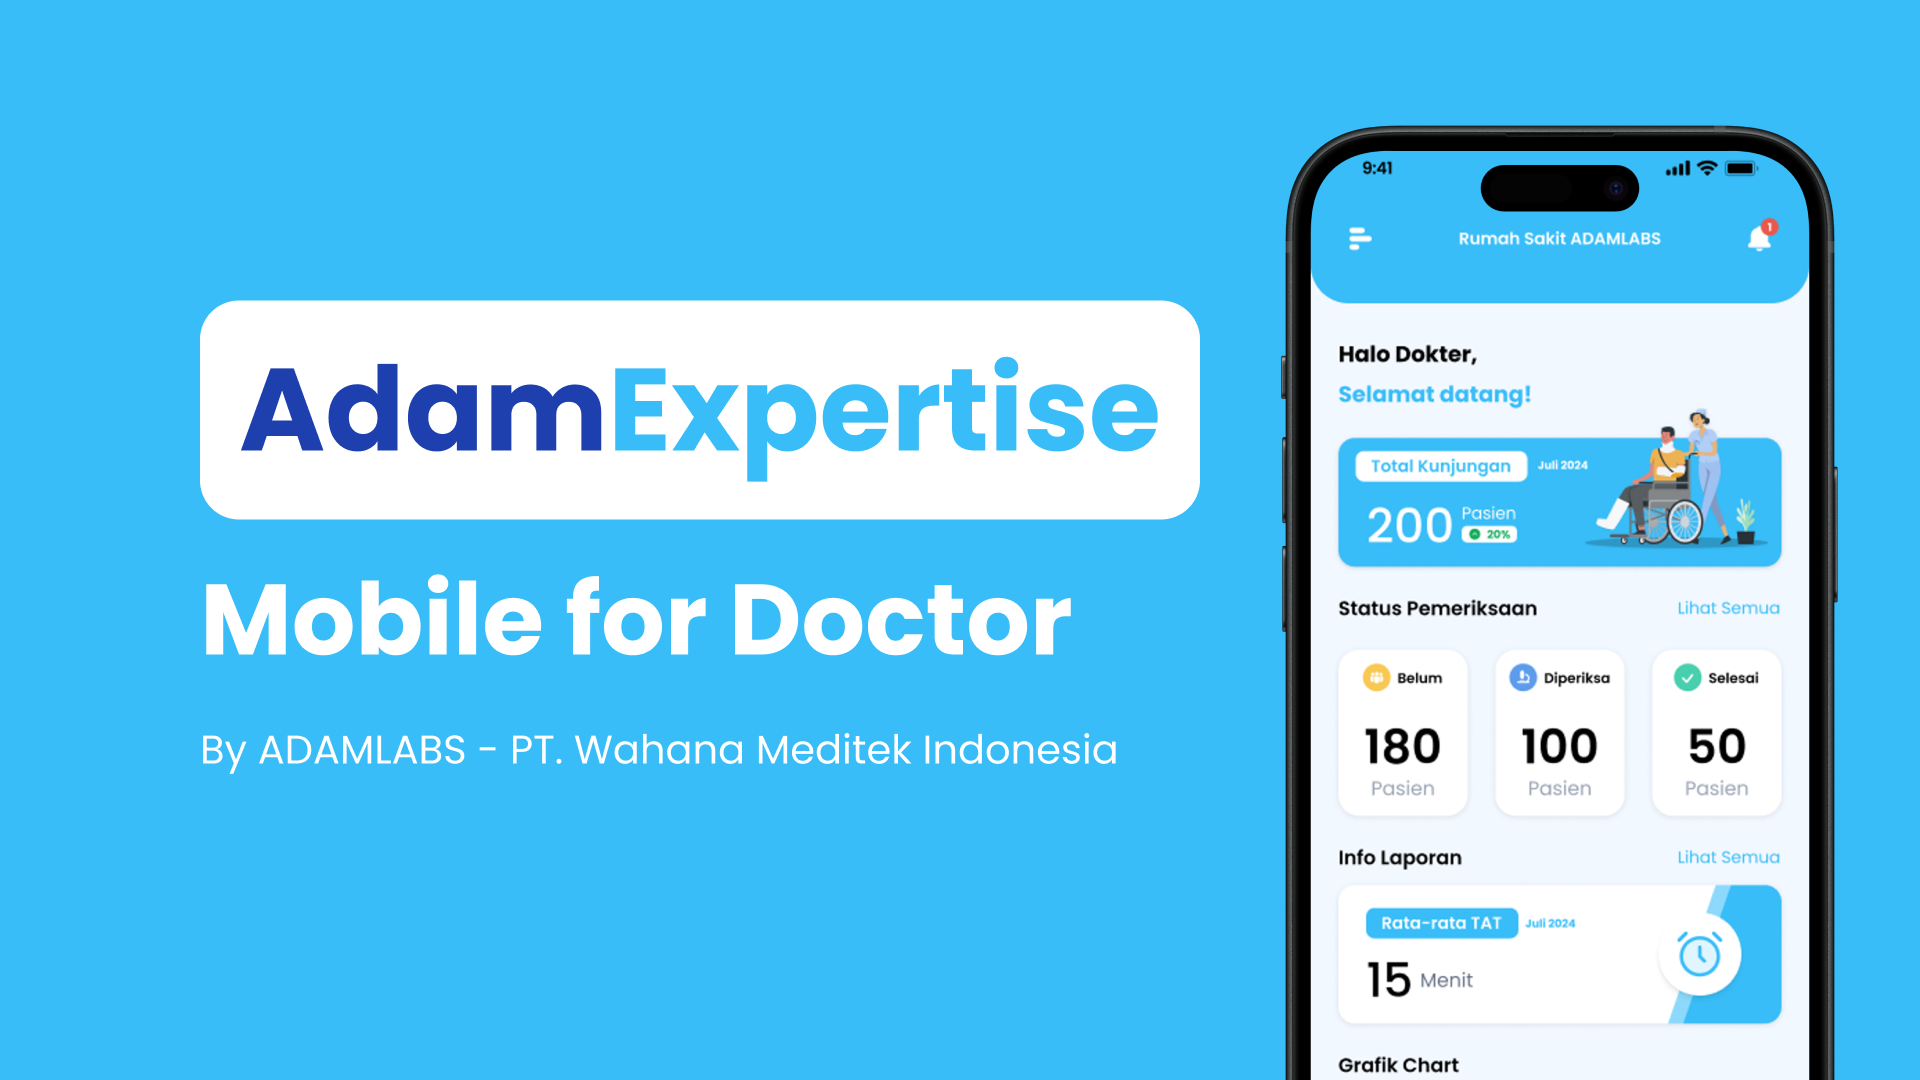 AdamExpertise
Mobile for Doctor
By ADAMLABS - PT. Wahana Meditek Indonesia
9:41
Rumah Sakit ADAMLABS
1
Halo Dokter,
Selamat datang!
Total Kunjungan Juli 2024
200 Pasien
20%
Status Pemeriksaan Lihat Semua
Belum Diperiksa Selesai
180 100 50
Pasien Pasien Pasien
Info Laporan Lihat Semua
Rata-rata TAT Juli 2024
15 Menit
Grafik Chart